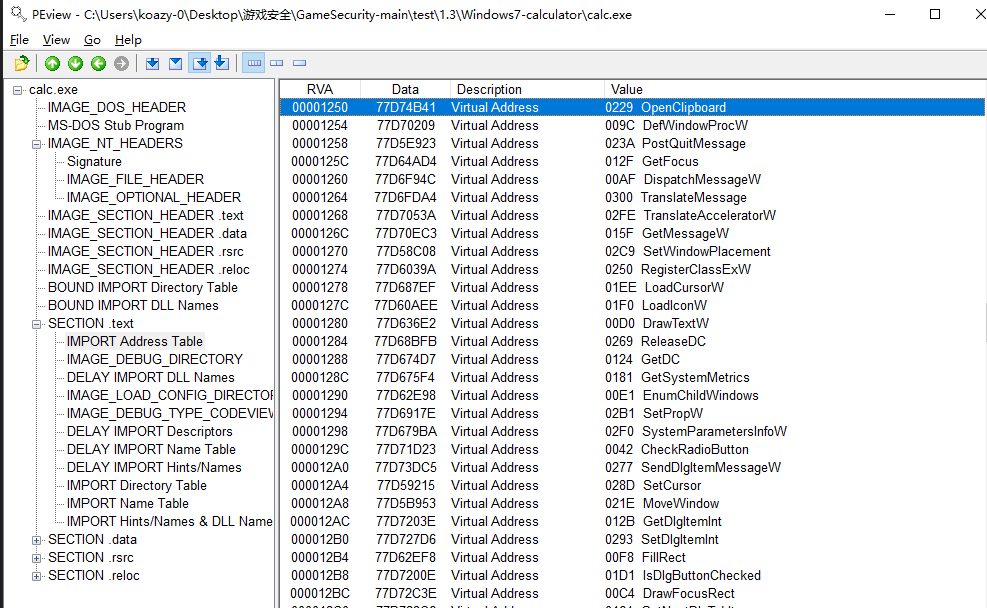 PEview - C:\Users\koazy-0\Desktop\游戏安全\GameSecurity-main\test\1.3\Windows7-calculator\calc.exe
File View Go Help
calc.exe
IMAGE_DOS_HEADER
MS-DOS Stub Program
IMAGE_NT_HEADERS
Signature
IMAGE_FILE_HEADER
IMAGE_OPTIONAL_HEADER
IMAGE_SECTION_HEADER .text
IMAGE_SECTION_HEADER .data
IMAGE_SECTION_HEADER .rsrc
IMAGE_SECTION_HEADER .reloc
BOUND IMPORT Directory Table
BOUND IMPORT DLL Names
SECTION .text
IMPORT Address Table
IMAGE_DEBUG_DIRECTORY
DELAY IMPORT DLL Names
IMAGE_LOAD_CONFIG_DIRECTOR
IMAGE_DEBUG_TYPE_CODEVIEW
DELAY IMPORT Descriptors
DELAY IMPORT Name Table
DELAY IMPORT Hints/Names
IMPORT Directory Table
IMPORT Name Table
IMPORT Hints/Names & DLL Name
SECTION .data
SECTION .rsrc
SECTION .reloc
RVA Data Description Value
00001250 77D74B41 Virtual Address 0229 OpenClipboard
00001254 77D70209 Virtual Address 009C DefWindowProcW
00001258 77D5E923 Virtual Address 023A PostQuitMessage
0000125C 77D64AD4 Virtual Address 012F GetFocus
00001260 77D6F94C Virtual Address 00AF DispatchMessageW
00001264 77D6FDA4 Virtual Address 0300 TranslateMessage
00001268 77D7053A Virtual Address 02FE TranslateAcceleratorW
0000126C 77D70EC3 Virtual Address 015F GetMessageW
00001270 77D58C08 Virtual Address 02C9 SetWindowPlacement
00001274 77D6039A Virtual Address 0250 RegisterClassExW
00001278 77D687EF Virtual Address 01EE LoadCursorW
0000127C 77D60AEE Virtual Address 01F0 LoadIconW
00001280 77D636E2 Virtual Address 00D0 DrawTextW
00001284 77D68BFB Virtual Address 0269 ReleaseDC
00001288 77D674D7 Virtual Address 0124 GetDC
0000128C 77D675F4 Virtual Address 0181 GetSystemMetrics
00001290 77D62E98 Virtual Address 00E1 EnumChildWindows
00001294 77D6917E Virtual Address 02B1 SetPropW
00001298 77D679BA Virtual Address 02F0 SystemParametersInfoW
0000129C 77D71D23 Virtual Address 0042 CheckRadioButton
000012A0 77D73DC5 Virtual Address 0277 SendDlgItemMessageW
000012A4 77D59215 Virtual Address 028D SetCursor
000012A8 77D5B953 Virtual Address 021E MoveWindow
000012AC 77D7203E Virtual Address 012B GetDlgItemInt
000012B0 77D727D6 Virtual Address 0293 SetDlgItemInt
000012B4 77D62EF8 Virtual Address 00F8 FillRect
000012B8 77D7200E Virtual Address 01D1 IsDlgButtonChecked
000012BC 77D72C3E Virtual Address 00C4 DrawFocusRect